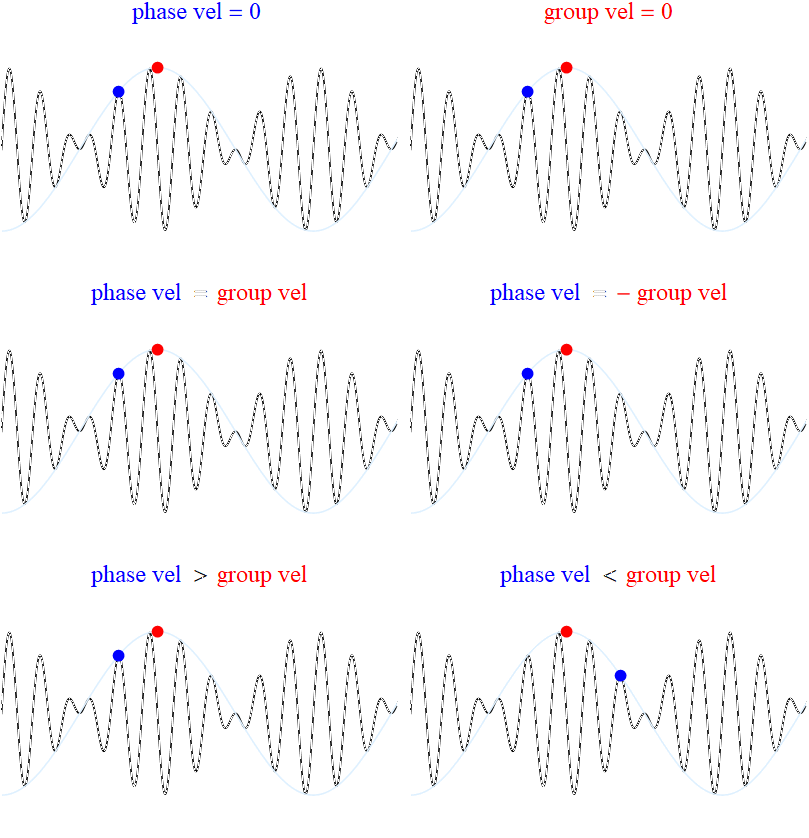 phase vel = 0
group vel = 0
phase vel = group vel
phase vel = − group vel
phase vel > group vel
phase vel < group vel